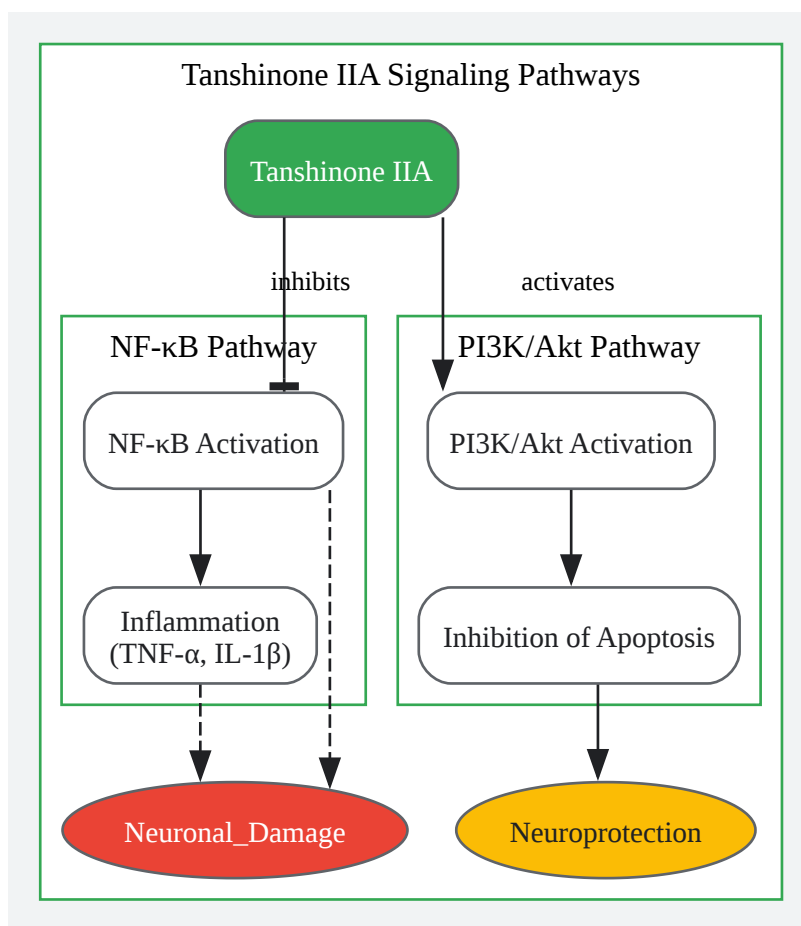 Tanshinone IIA Signaling Pathways
Tanshinone IIA
inhibits
activates
NF-κB Pathway
PI3K/Akt Pathway
NF-κB Activation
PI3K/Akt Activation
Inflammation
(TNF-α, IL-1β)
Inhibition of Apoptosis
Neuronal_Damage
Neuroprotection